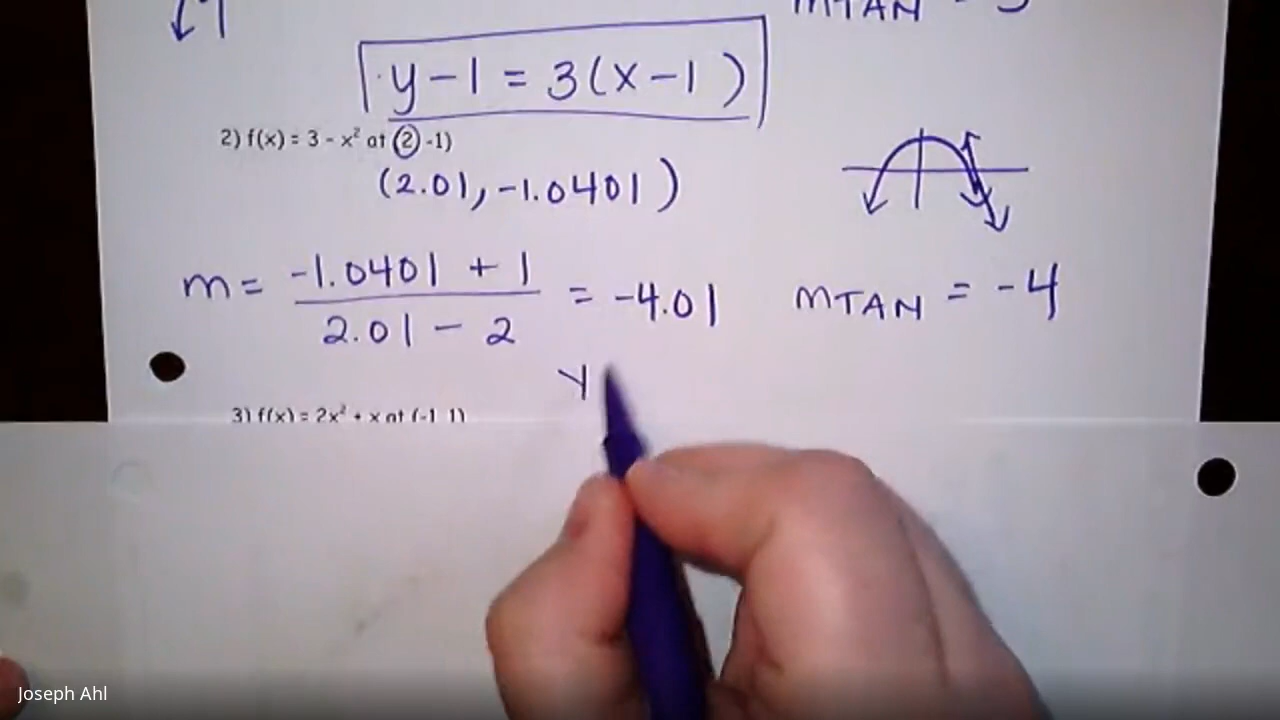 mTAN
y-1 = 3(x-1)
2) f(x) = 3 - x² at (2 -1)
(2.01, -1.0401)
m = -1.0401 + 1 / 2.01 - 2 = -4.01 mTAN = -4
y
3) f(x) = 2x² + x at (-1 1)
Joseph Ahl